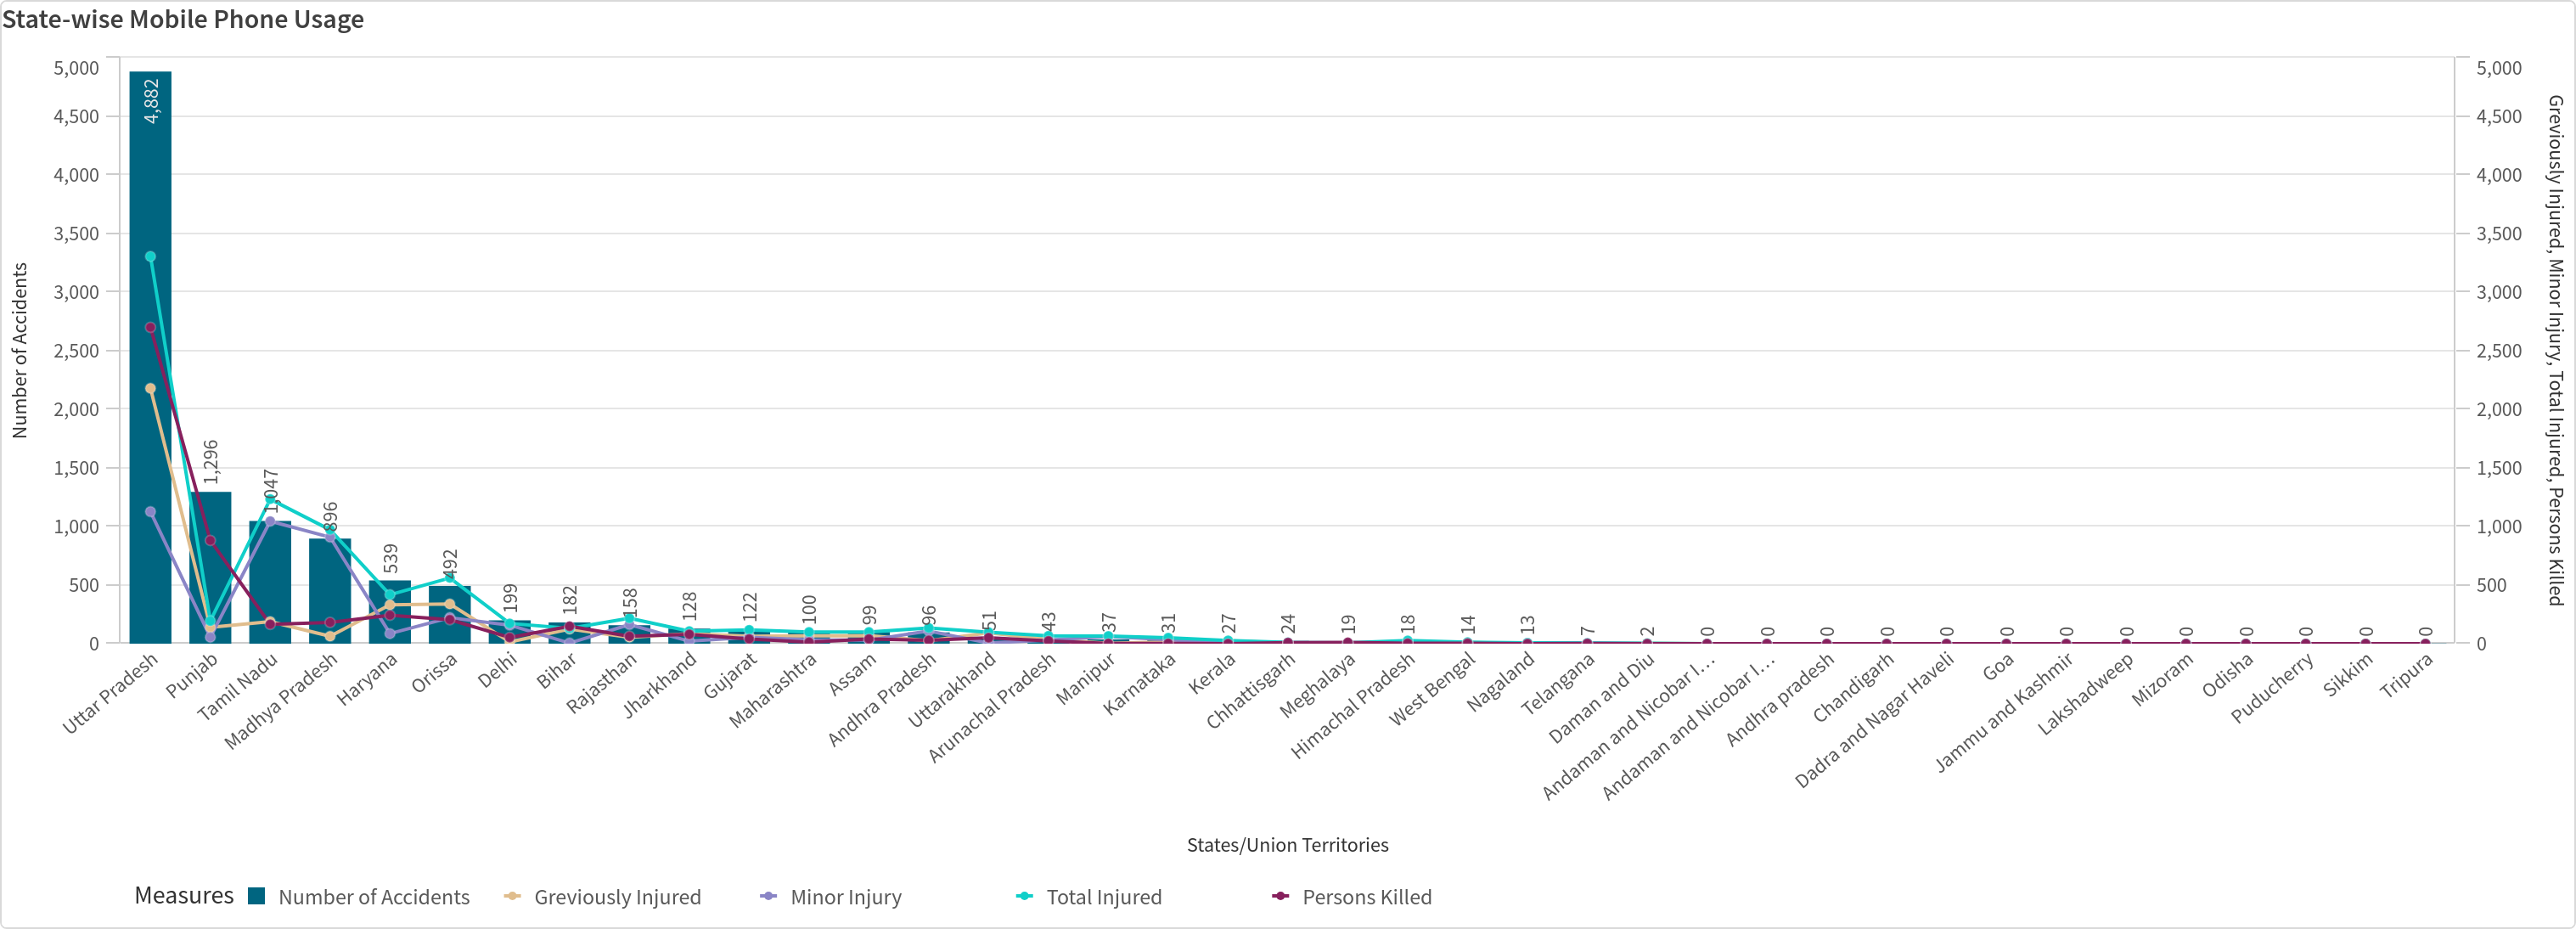 State-wise Mobile Phone Usage
Number of Accidents
5,000
4,500
4,000
3,500
3,000
2,500
2,000
1,500
1,000
500
0
4,882
1,296
1,047
896
539
492
199
182
158
128
122
100
99
96
51
43
37
31
27
24
19
18
14
13
7
2
0
0
0
0
0
0
0
0
0
0
0
0
0
5,000
4,500
4,000
3,500
3,000
2,500
2,000
1,500
1,000
500
0
Greviously Injured, Minor Injury, Total Injured, Persons Killed
Uttar Pradesh
Punjab
Tamil Nadu
Madhya Pradesh
Haryana
Orissa
Delhi
Bihar
Rajasthan
Jharkhand
Gujarat
Maharashtra
Assam
Andhra Pradesh
Uttarakhand
Arunachal Pradesh
Manipur
Karnataka
Kerala
Chhattisgarh
Meghalaya
Himachal Pradesh
West Bengal
Nagaland
Telangana
Daman and Diu
Andaman and Nicobar I...
Andaman and Nicobar I...
Andhra pradesh
Chandigarh
Dadra and Nagar Haveli
Goa
Jammu and Kashmir
Lakshadweep
Mizoram
Odisha
Puducherry
Sikkim
Tripura
States/Union Territories
Measures
Number of Accidents
Greviously Injured
Minor Injury
Total Injured
Persons Killed